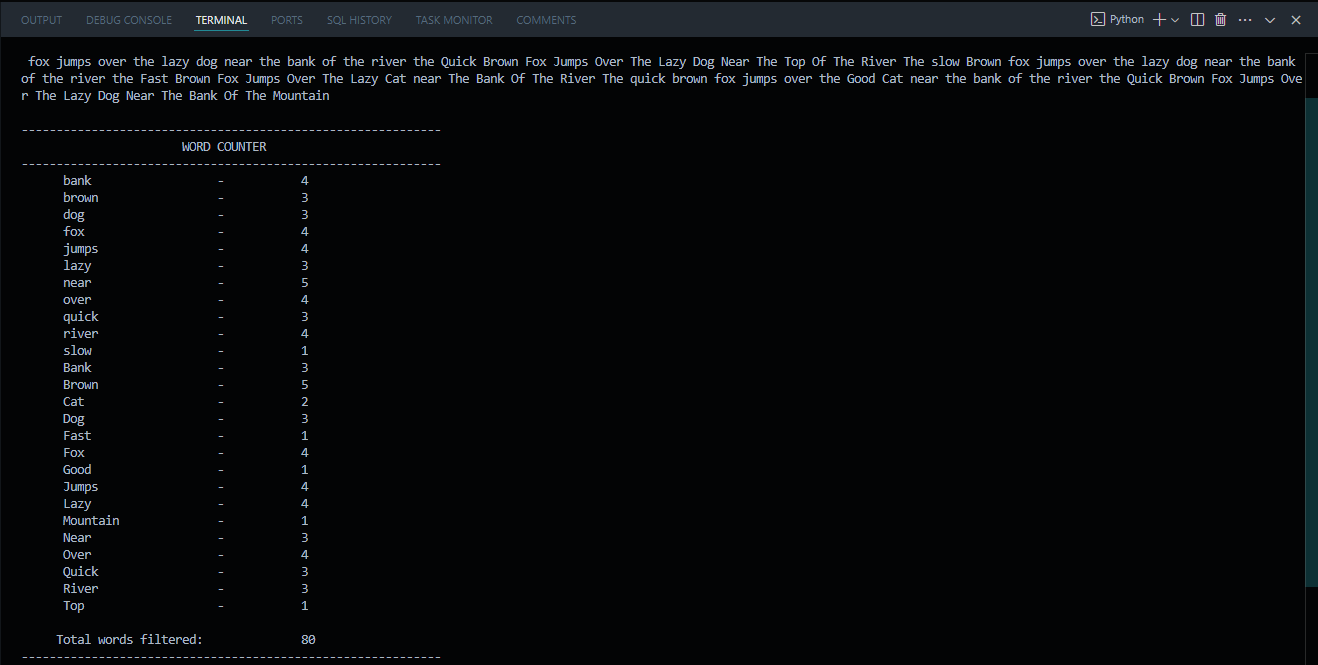 OUTPUT DEBUG CONSOLE TERMINAL PORTS SQL HISTORY TASK MONITOR COMMENTS Python
fox jumps over the lazy dog near the bank of the river the Quick Brown Fox Jumps Over The Lazy Dog Near The Top Of The River The slow Brown fox jumps over the lazy dog near the bank
of the river the Fast Brown Fox Jumps Over The Lazy Cat near The Bank Of The River The quick brown fox jumps over the Good Cat near the bank of the river the Quick Brown Fox Jumps Ove
r The Lazy Dog Near The Bank Of The Mountain
------------------------------------------------------------
WORD COUNTER
------------------------------------------------------------
bank - 4
brown - 3
dog - 3
fox - 4
jumps - 4
lazy - 3
near - 5
over - 4
quick - 3
river - 4
slow - 1
Bank - 3
Brown - 5
Cat - 2
Dog - 3
Fast - 1
Fox - 4
Good - 1
Jumps - 4
Lazy - 4
Mountain - 1
Near - 3
Over - 4
Quick - 3
River - 3
Top - 1
Total words filtered: 80
------------------------------------------------------------